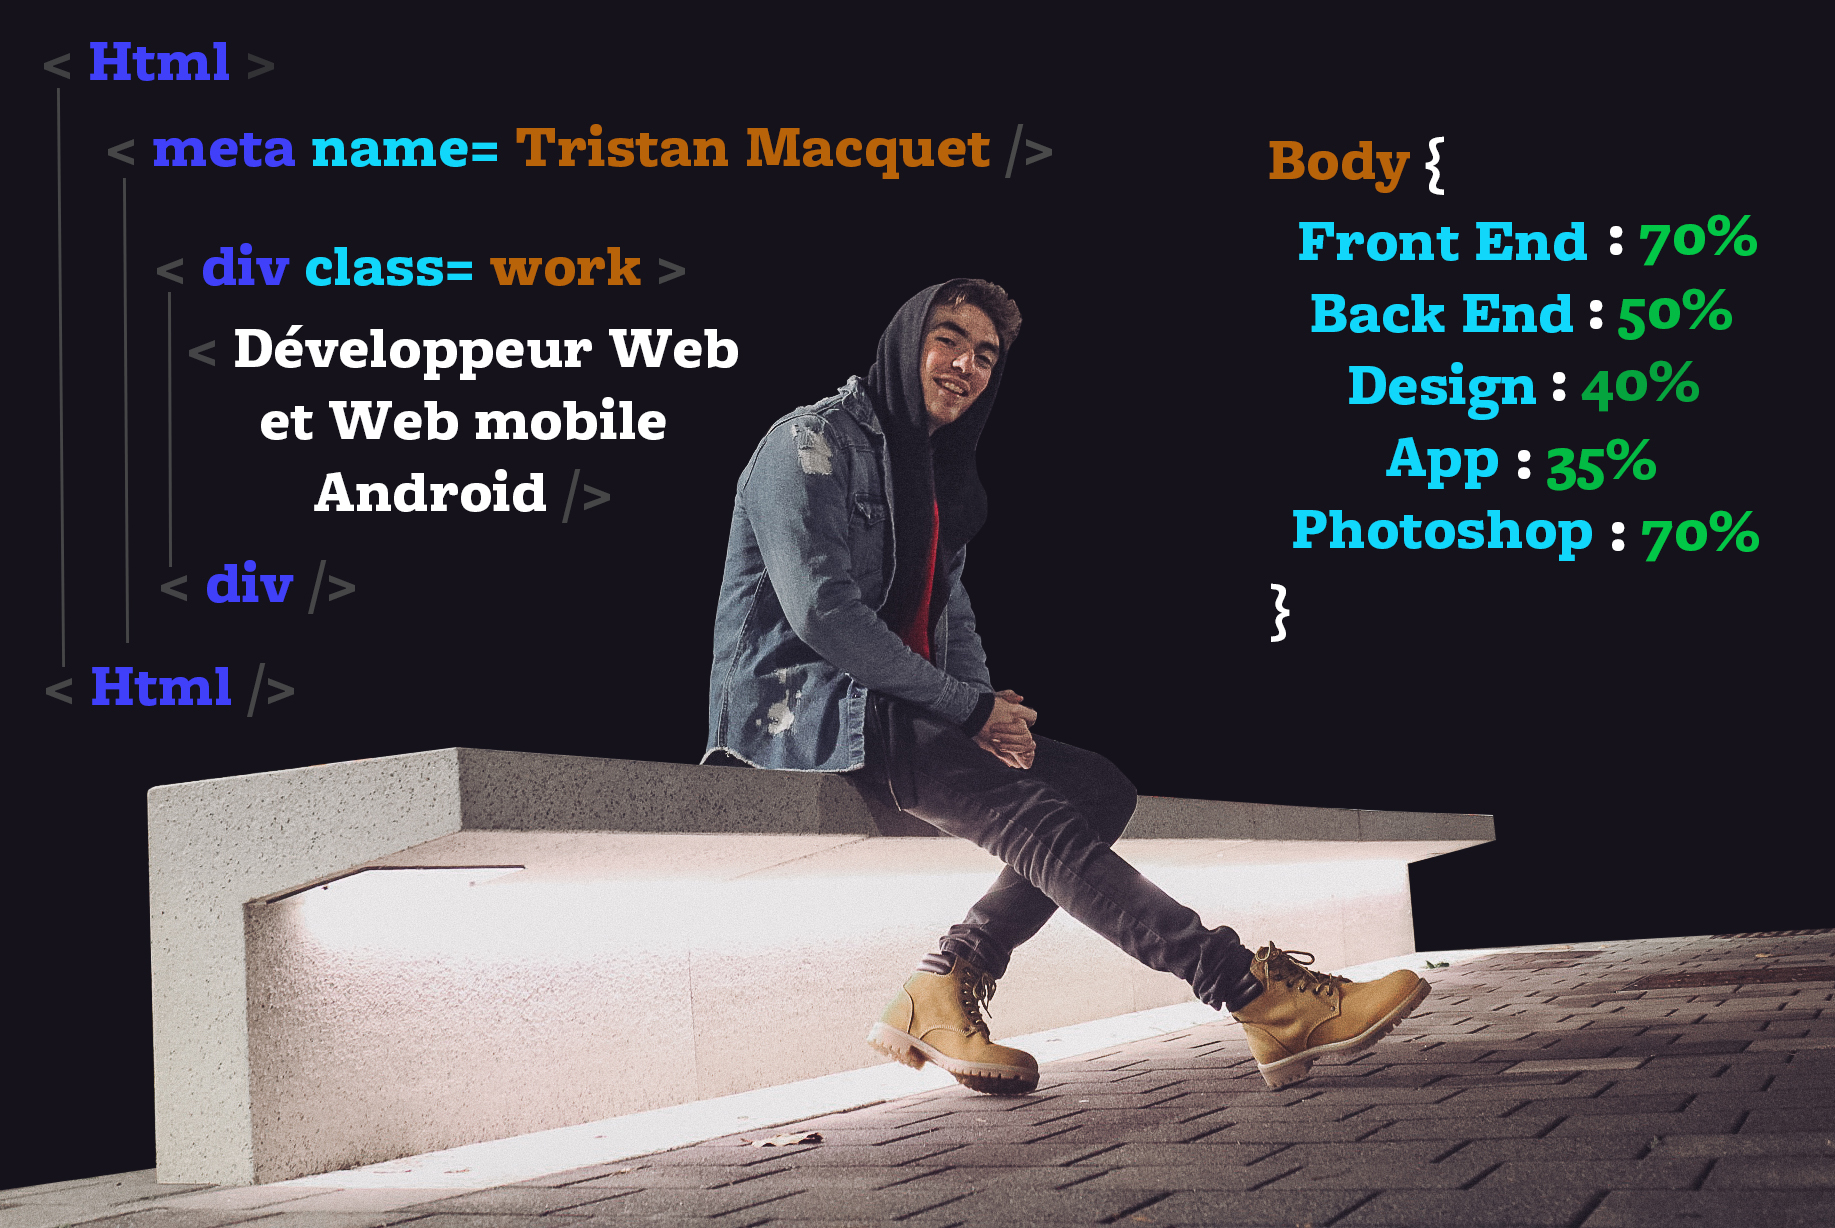 < Html >
< meta name= Tristan Macquet />
< div class= work >
< Développeur Web
et Web mobile
Android />
< div />
< Html />
Body {
Front End : 70%
Back End : 50%
Design : 40%
App : 35%
Photoshop : 70%
}